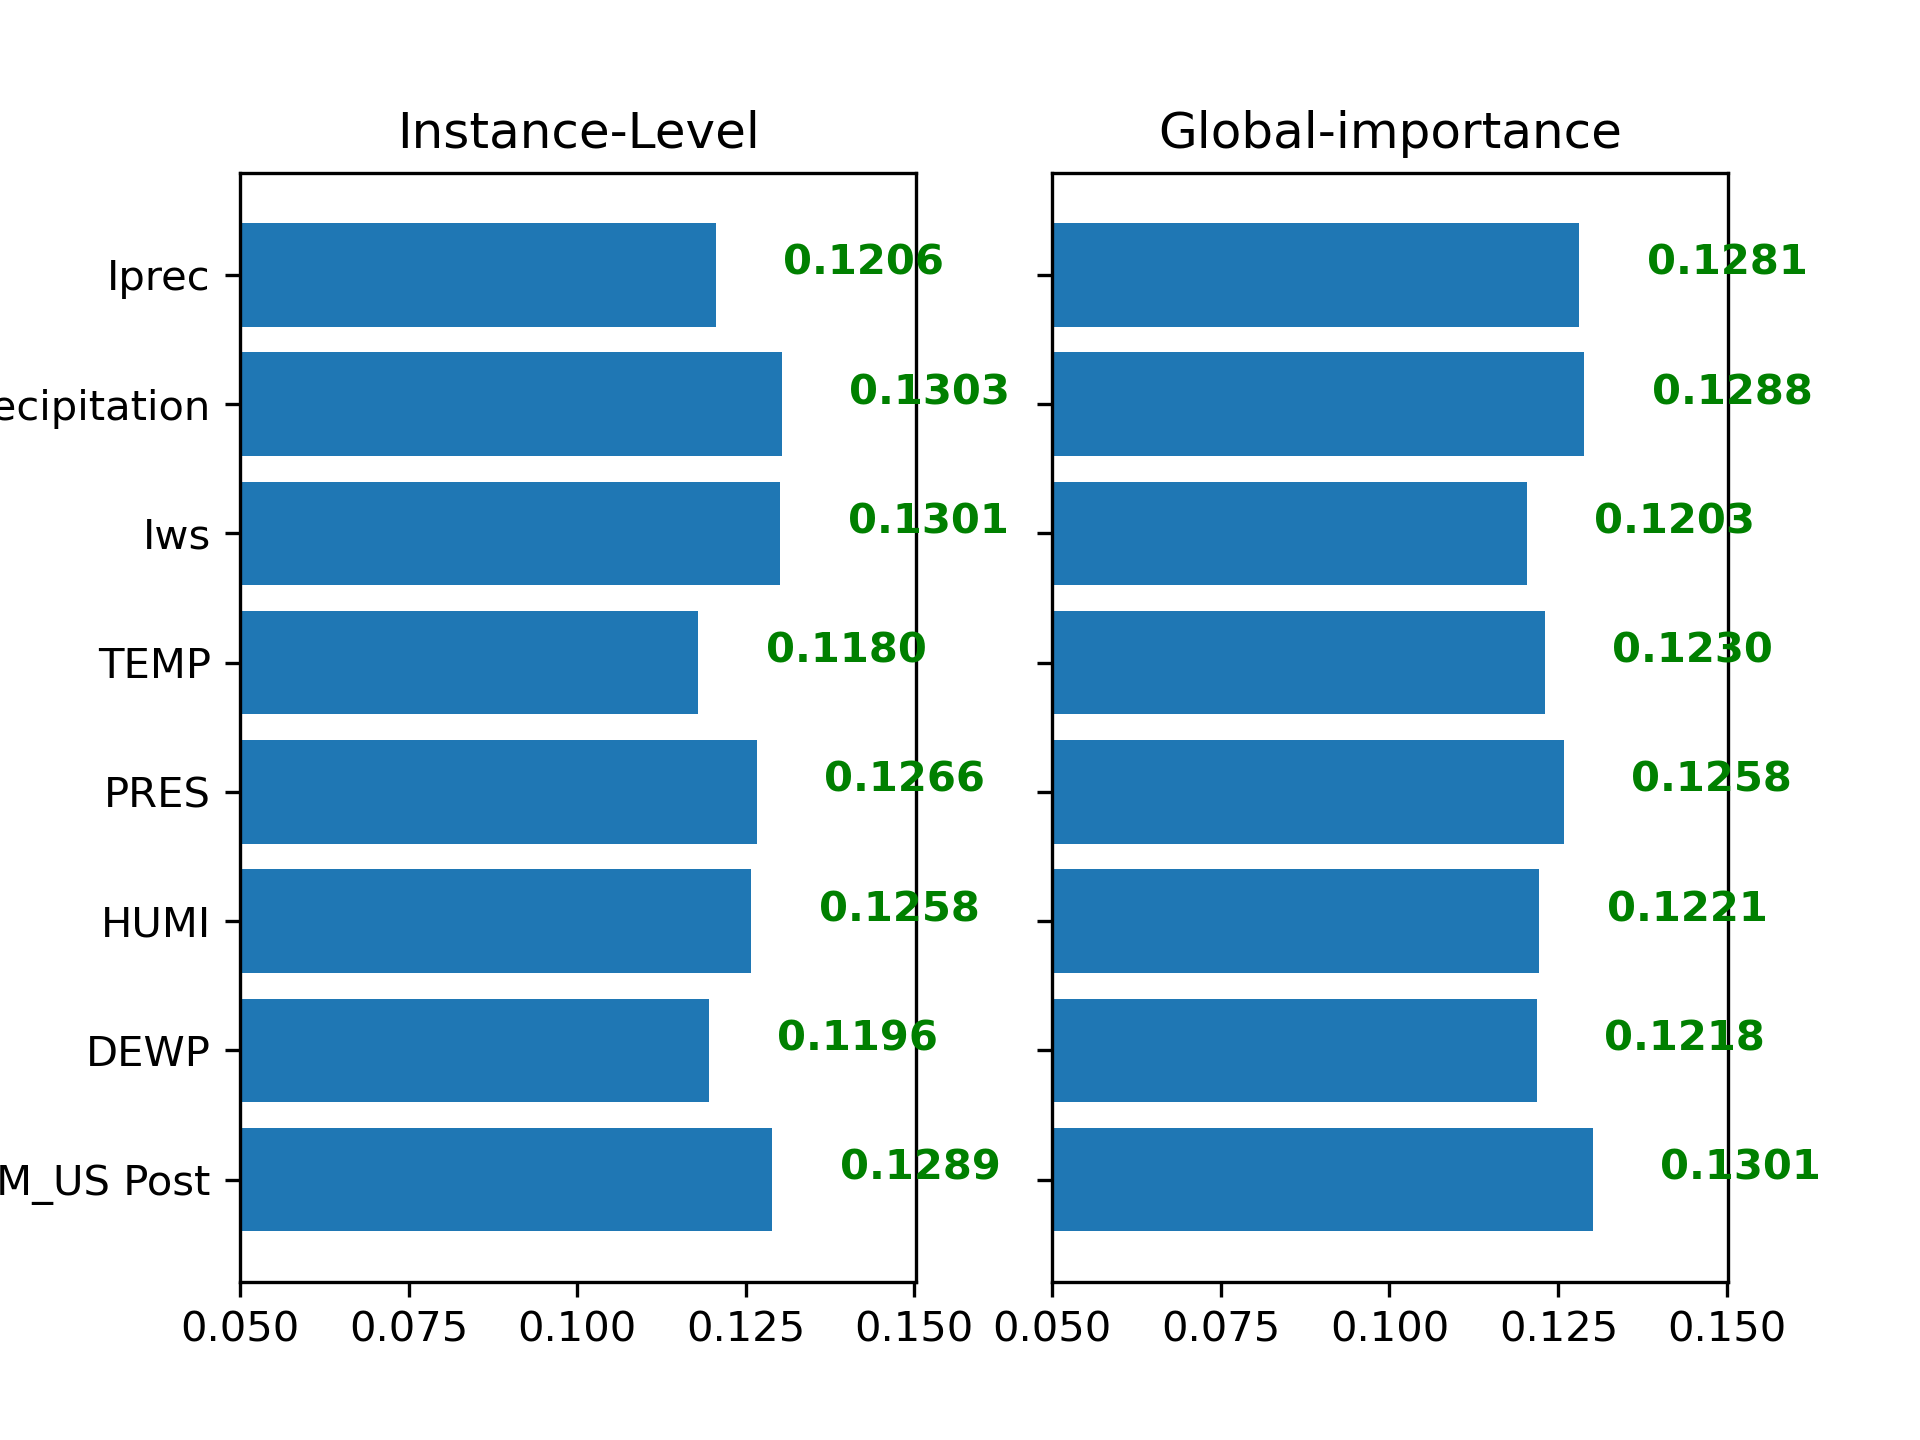 Instance-Level Global-importance
Iprec 0.1206 0.1281
ecipitation 0.1303 0.1288
Iws 0.1301 0.1203
TEMP 0.1180 0.1230
PRES 0.1266 0.1258
HUMI 0.1258 0.1221
DEWP 0.1196 0.1218
M_US Post 0.1289 0.1301
0.050 0.075 0.100 0.125 0.150 0.050 0.075 0.100 0.125 0.150